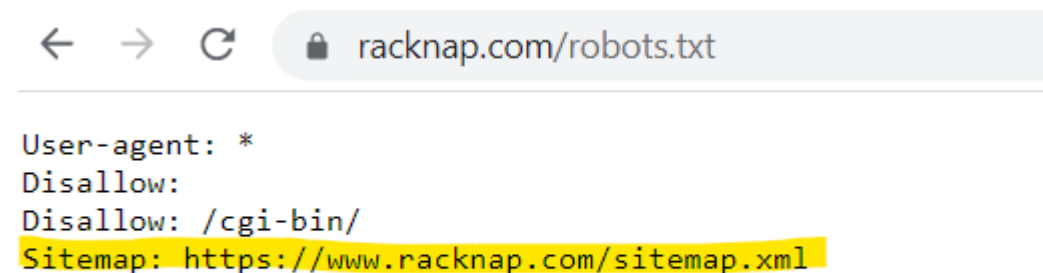 racknap.com/robots.txt
User-agent: *
Disallow:
Disallow: /cgi-bin/
Sitemap: https://www.racknap.com/sitemap.xml